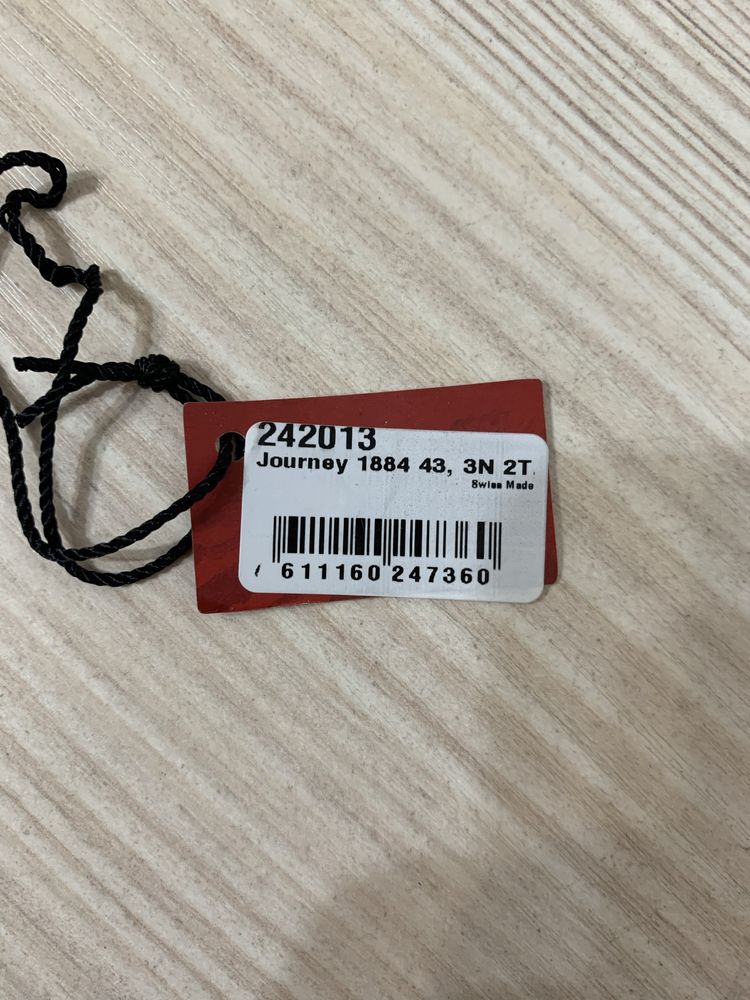 242013
Journey 1884 43, 3N 2T.
Swiss Made
611160 247360